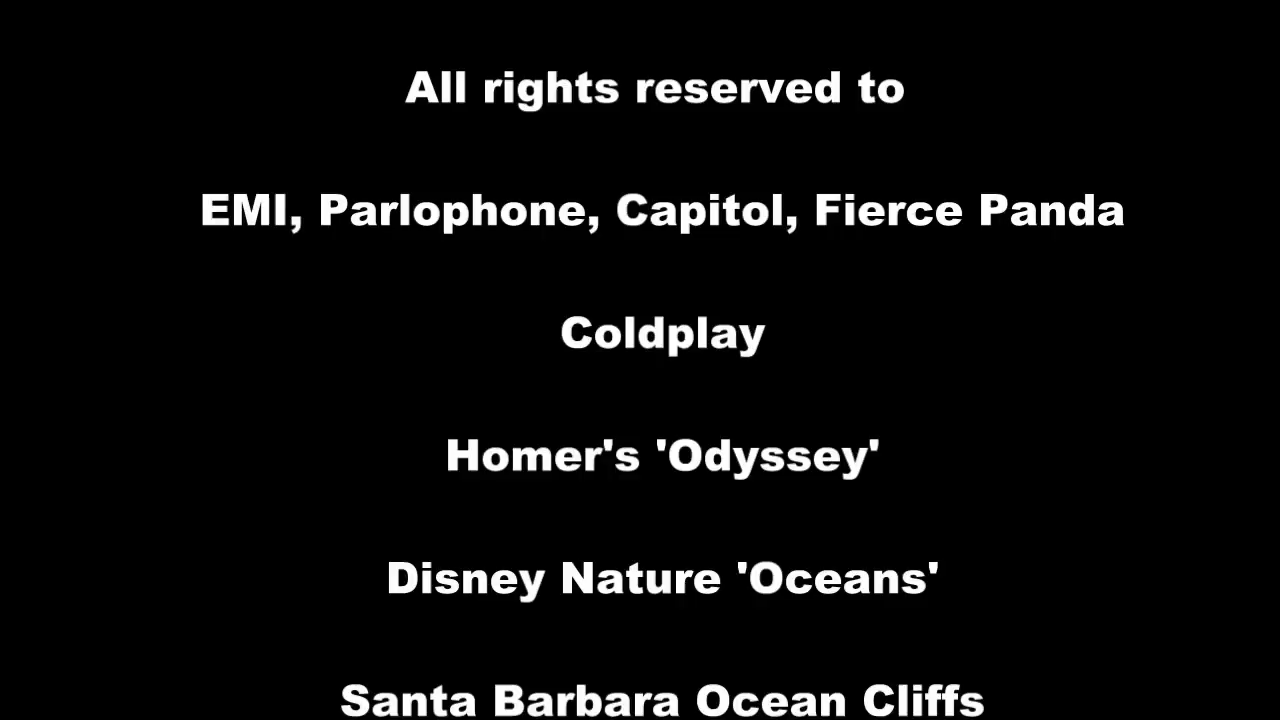 All rights reserved to
EMI, Parlophone, Capitol, Fierce Panda
Coldplay
Homer's 'Odyssey'
Disney Nature 'Oceans'
Santa Barbara Ocean Cliffs